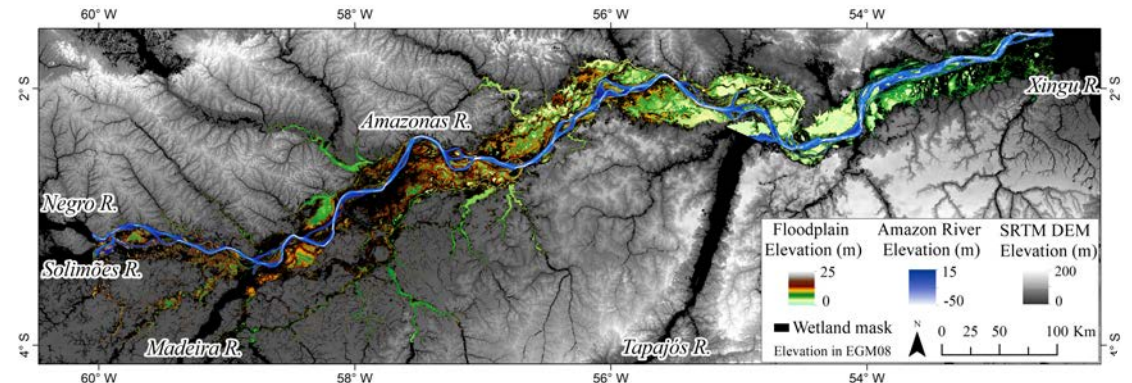 60° W 58° W 56° W 54° W
2° S
Xingu R.
2° S
Amazonas R.
Negro R.
Solimões R.
Madeira R.
Tapajós R.
4° S
4° S
Floodplain Elevation (m)
25
0
Amazon River Elevation (m)
15
-50
SRTM DEM Elevation (m)
200
0
Wetland mask
Elevation in EGM08
N
0 25 50 100 Km
60° W 58° W 56° W 54° W